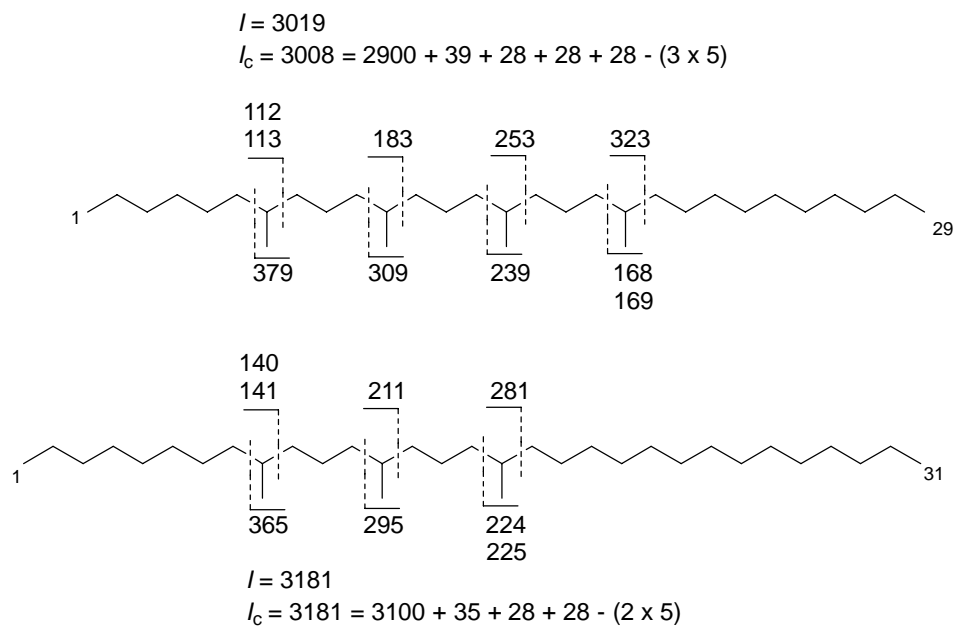 l = 3019
lc = 3008 = 2900 + 39 + 28 + 28 + 28 - (3 x 5)
112
113 183 253 323
1 29
379 309 239 168
169
140
141 211 281
1 31
365 295 224
225
l = 3181
lc = 3181 = 3100 + 35 + 28 + 28 - (2 x 5)